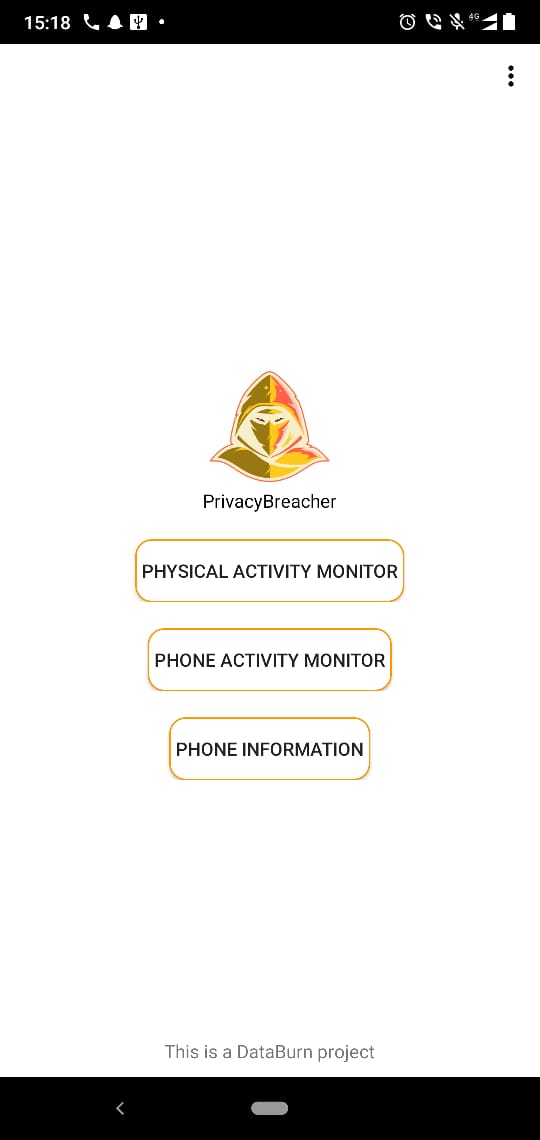 15:18
4G
PrivacyBreacher
PHYSICAL ACTIVITY MONITOR
PHONE ACTIVITY MONITOR
PHONE INFORMATION
This is a DataBurn project